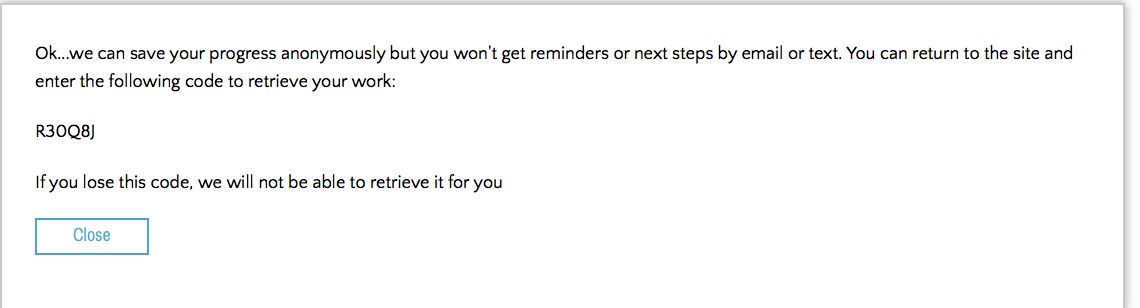 Ok...we can save your progress anonymously but you won't get reminders or next steps by email or text. You can return to the site and
enter the following code to retrieve your work:
R30Q8J
If you lose this code, we will not be able to retrieve it for you
Close